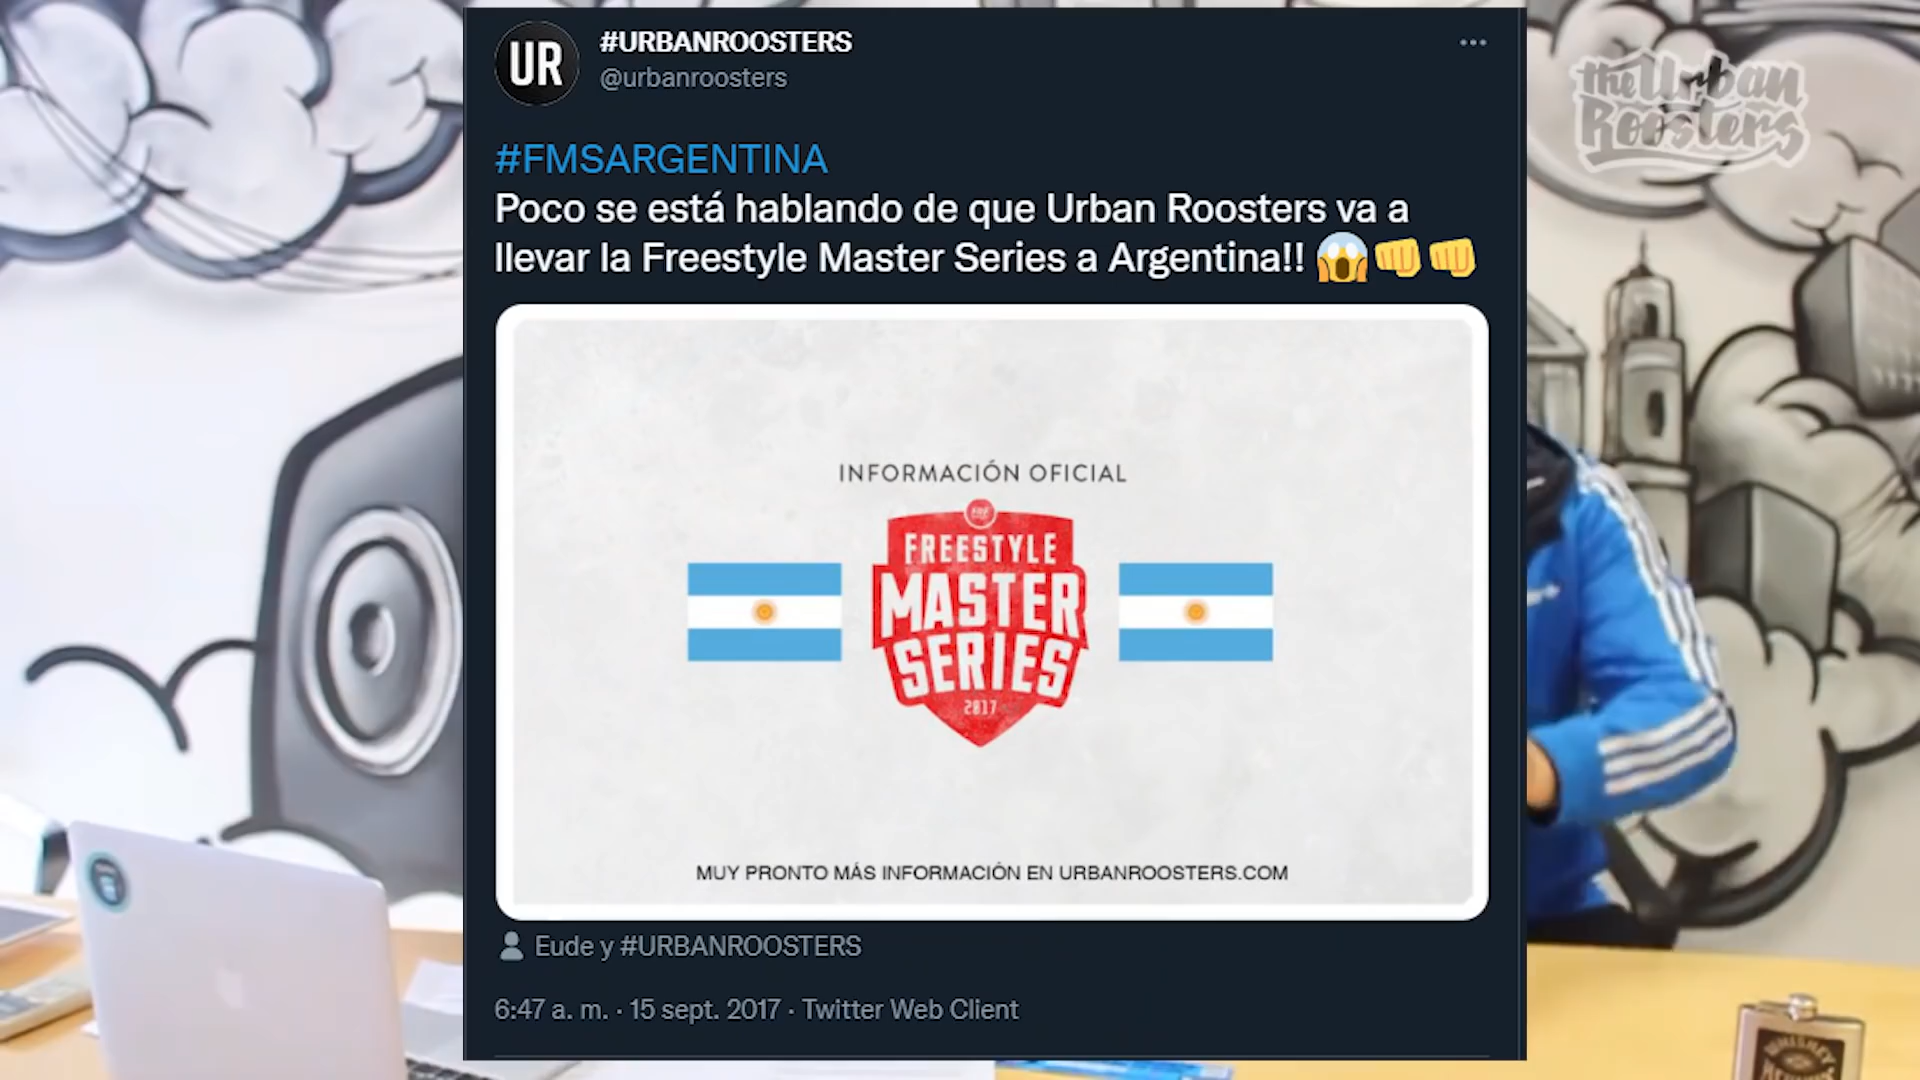 UR
#URBANROOSTERS
@urbanroosters
the Urban
Roosters
#FMSARGENTINA
Poco se está hablando de que Urban Roosters va a
llevar la Freestyle Master Series a Argentina!! 😱👊👊
INFORMACIÓN OFICIAL
FREESTYLE
MASTER
SERIES
2017
MUY PRONTO MÁS INFORMACIÓN EN URBANROOSTERS.COM
Eude y #URBANROOSTERS
6:47 a. m. · 15 sept. 2017 · Twitter Web Client
WHISKEY